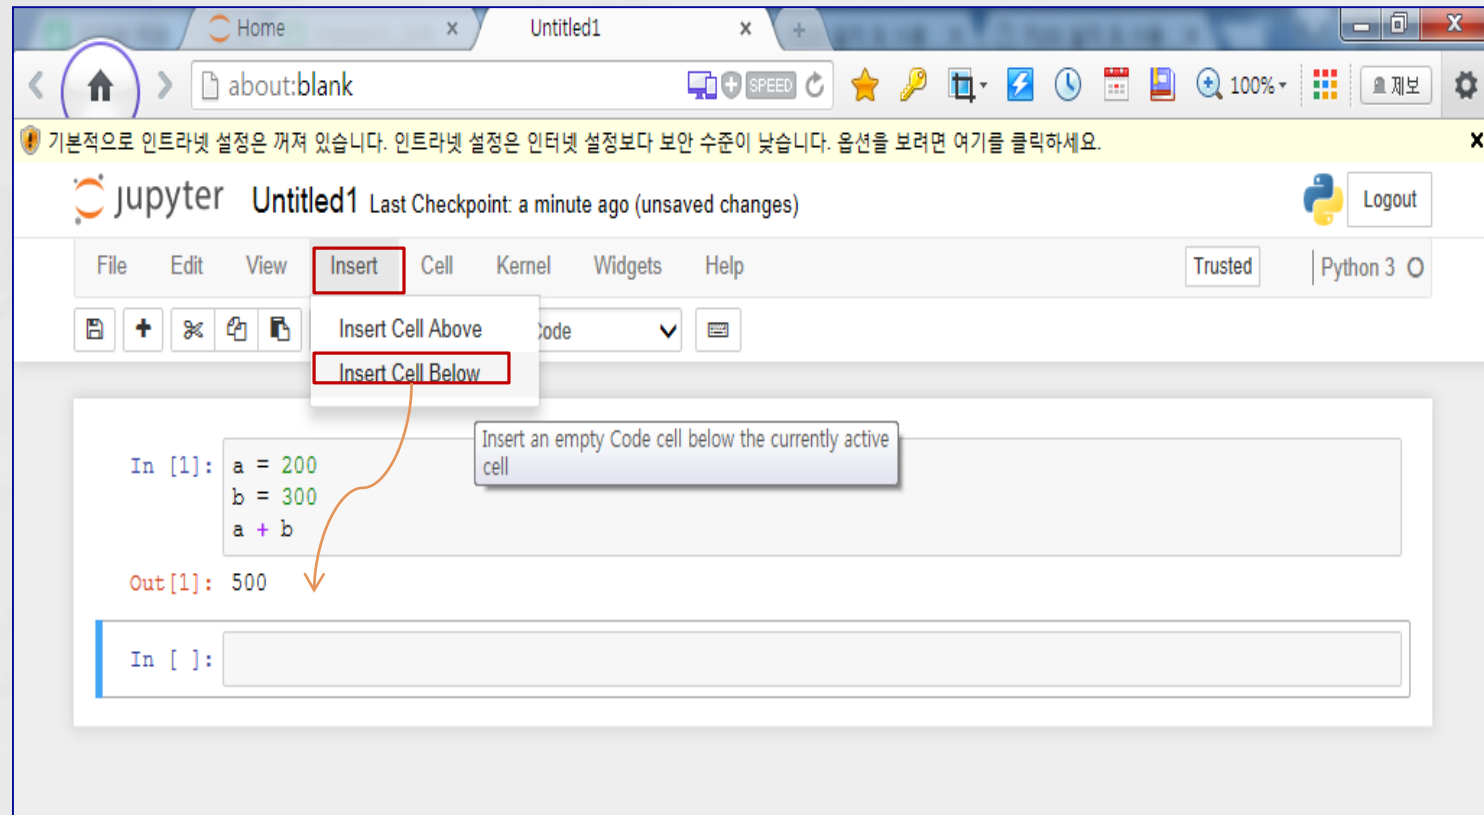 Home
Untitled1
about:blank
SPEED
100%
제보
기본적으로 인트라넷 설정은 꺼져 있습니다. 인트라넷 설정은 인터넷 설정보다 보안 수준이 낮습니다. 옵션을 보려면 여기를 클릭하세요.
jupyter Untitled1 Last Checkpoint: a minute ago (unsaved changes)
Logout
File Edit View Insert Cell Kernel Widgets Help
Trusted
Python 3
Insert Cell Above
Insert Cell Below
Insert an empty Code cell below the currently active
cell
In [1]: a = 200
b = 300
a + b
Out[1]: 500
In [ ]: